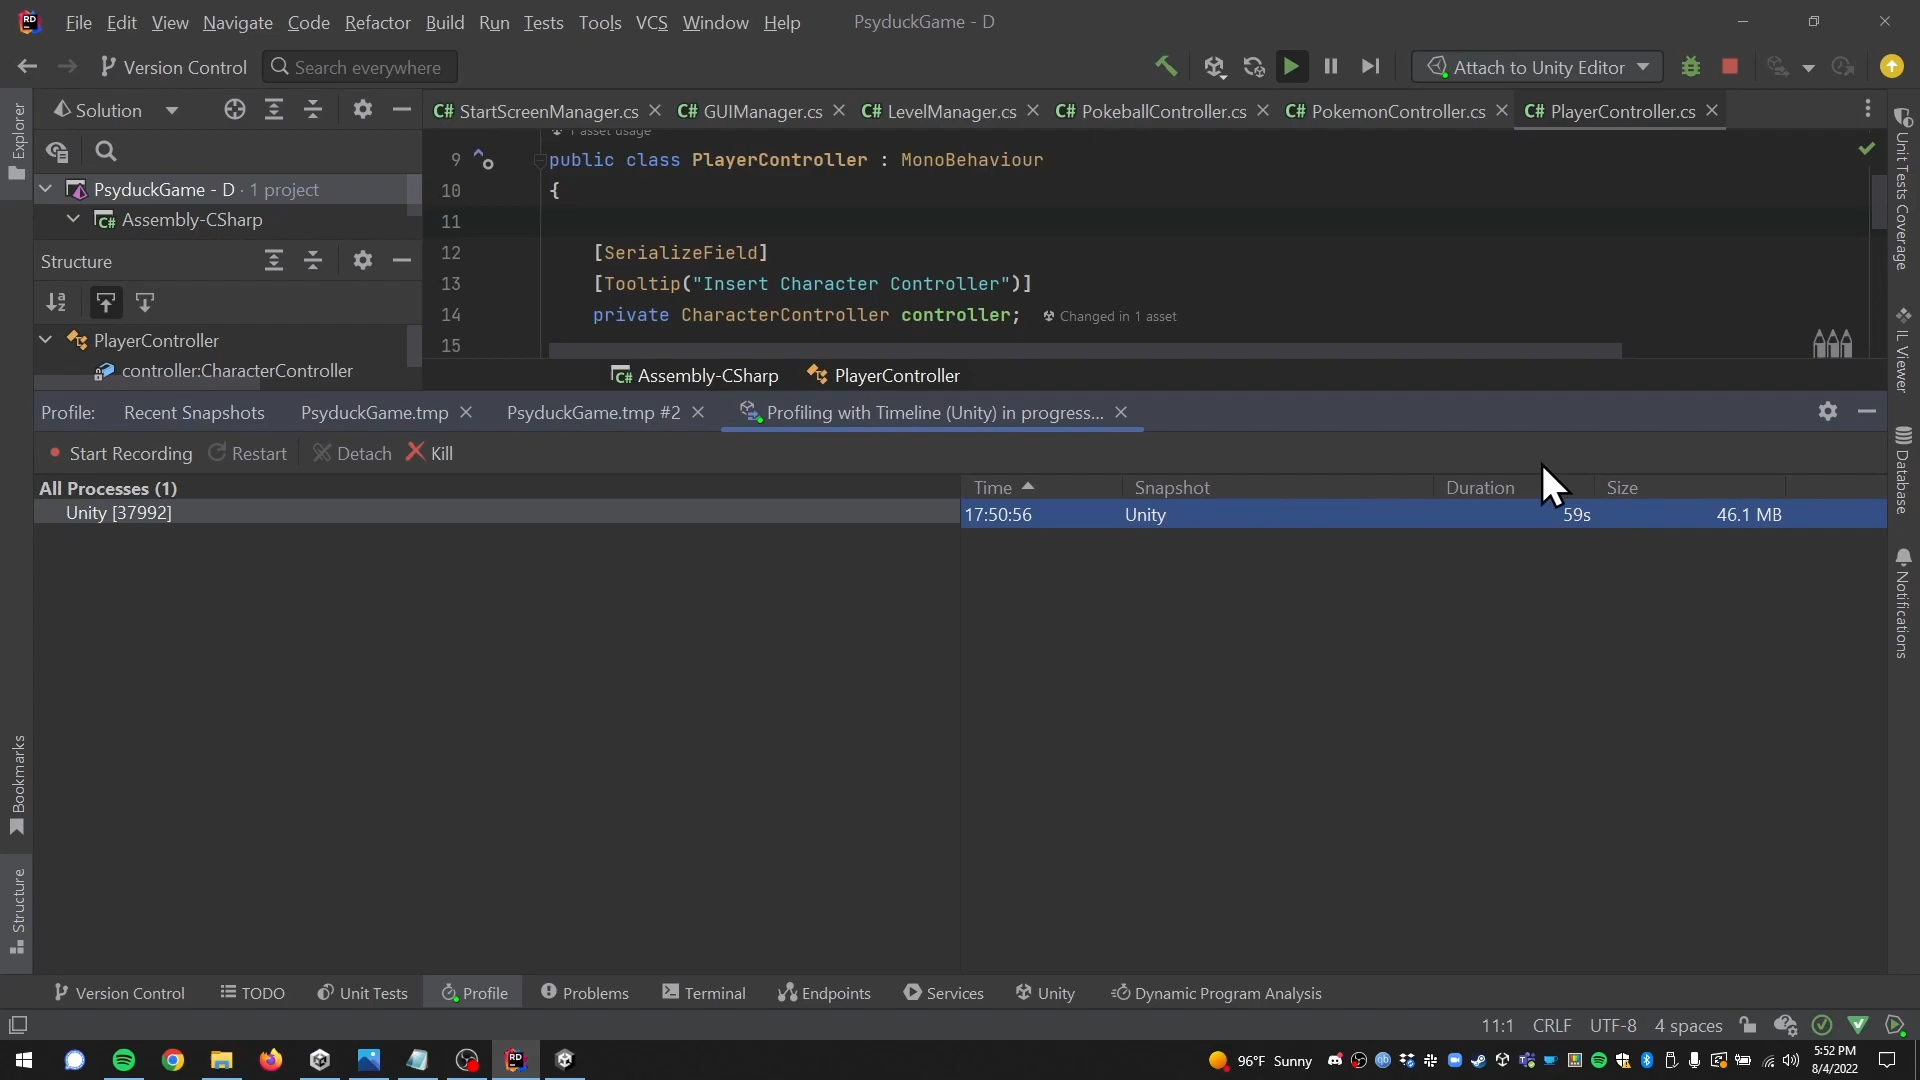 RD File Edit View Navigate Code Refactor Build Run Tests Tools VCS Window Help PsyduckGame - D
Version Control Search everywhere Attach to Unity Editor
Explorer
Solution
C# StartScreenManager.cs C# GUIManager.cs C# LevelManager.cs C# PokeballController.cs C# PokemonController.cs C# PlayerController.cs
1 asset usage
9 public class PlayerController : MonoBehaviour
10 {
11
12 [SerializeField]
13 [Tooltip("Insert Character Controller")]
14 private CharacterController controller; Changed in 1 asset
15
PsyduckGame - D · 1 project
C# Assembly-CSharp
Structure
PlayerController
controller:CharacterController
C# Assembly-CSharp PlayerController
Unit Tests Coverage
IL Viewer
Database
Notifications
Profile: Recent Snapshots PsyduckGame.tmp PsyduckGame.tmp #2 Profiling with Timeline (Unity) in progress...
Start Recording Restart Detach Kill
All Processes (1) Time Snapshot Duration Size
Unity [37992] 17:50:56 Unity 59s 46.1 MB
Bookmarks
Structure
Version Control TODO Unit Tests Profile Problems Terminal Endpoints Services Unity Dynamic Program Analysis
11:1 CRLF UTF-8 4 spaces
RD 96°F Sunny 5:52 PM
8/4/2022